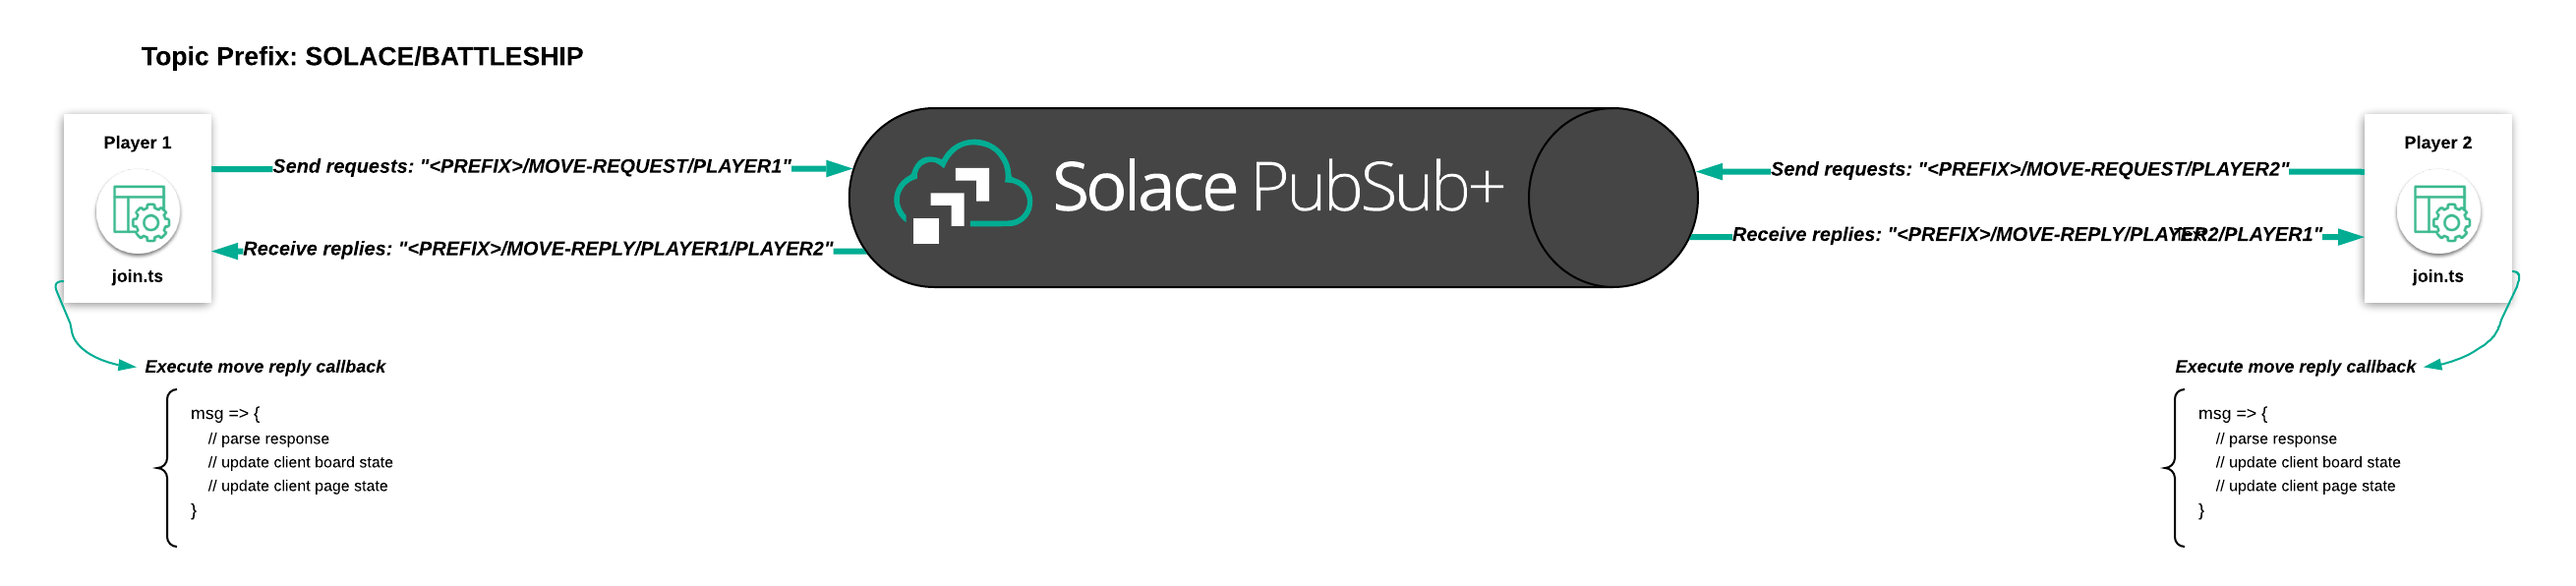 Topic Prefix: SOLACE/BATTLESHIP
Player 1
join.ts
Send requests: "<PREFIX>/MOVE-REQUEST/PLAYER1"
Receive replies: "<PREFIX>/MOVE-REPLY/PLAYER1/PLAYER2"
Solace PubSub+
Send requests: "<PREFIX>/MOVE-REQUEST/PLAYER2"
Receive replies: "<PREFIX>/MOVE-REPLY/PLAYER2/PLAYER1"
Player 2
join.ts
Execute move reply callback
msg => {
// parse response
// update client board state
// update client page state
}
Execute move reply callback
msg => {
// parse response
// update client board state
// update client page state
}